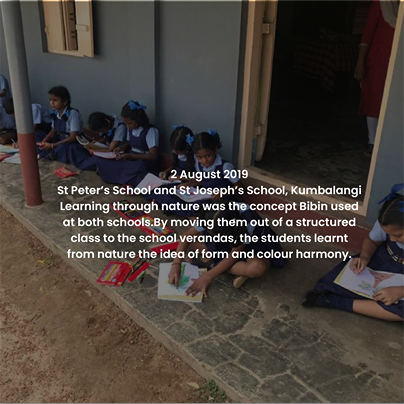 2 August 2019
St Peter's School and St Joseph's School, Kumbalangi
Learning through nature was the concept Bibin used
at both schools.By moving them out of a structured
class to the school verandas, the students learnt
from nature the idea of form and colour harmony.